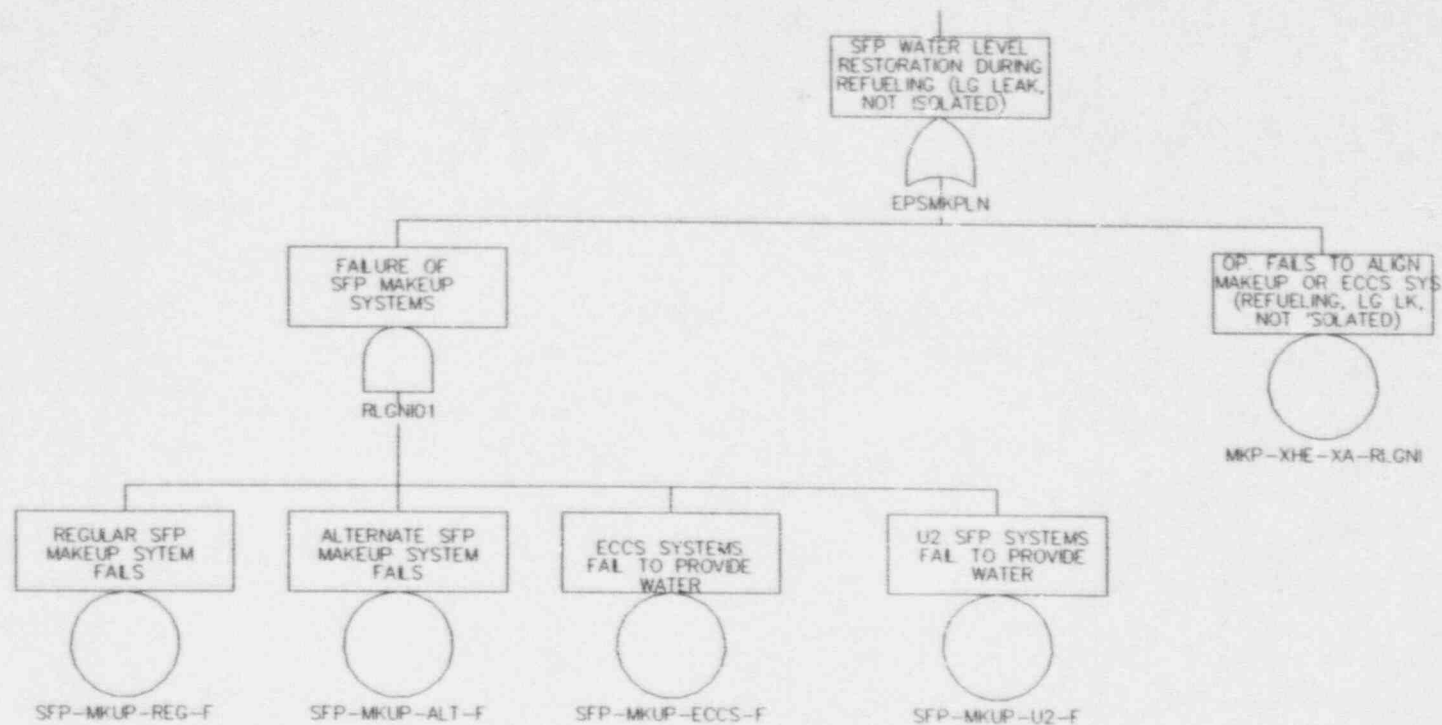 SFP WATER LEVEL
RESTORATION DURING
REFUELING (LG LEAK,
NOT ISOLATED)
EPSMKPLN
FAILURE OF
SFP MAKEUP
SYSTEMS
RLGNI01
OP. FAILS TO ALIGN
MAKEUP OR ECCS SYS
(REFUELING, LG LK,
NOT ISOLATED)
MKP-XHE-XA-RLGNI
REGULAR SFP
MAKEUP SYTEM
FAILS
SFP-MKUP-REG-F
ALTERNATE SFP
MAKEUP SYSTEM
FAILS
SFP-MKUP-ALT-F
ECCS SYSTEMS
FAIL TO PROVIDE
WATER
SFP-MKUP-ECCS-F
U2 SFP SYSTEMS
FAIL TO PROVIDE
WATER
SFP-MKUP-U2-F